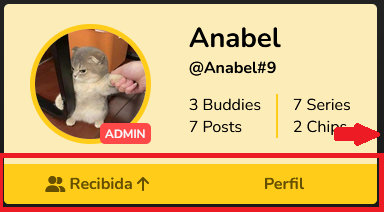 Anabel
@Anabel#9
3 Buddies
7 Series
7 Posts
2 Chips
ADMIN
Recibida
Perfil